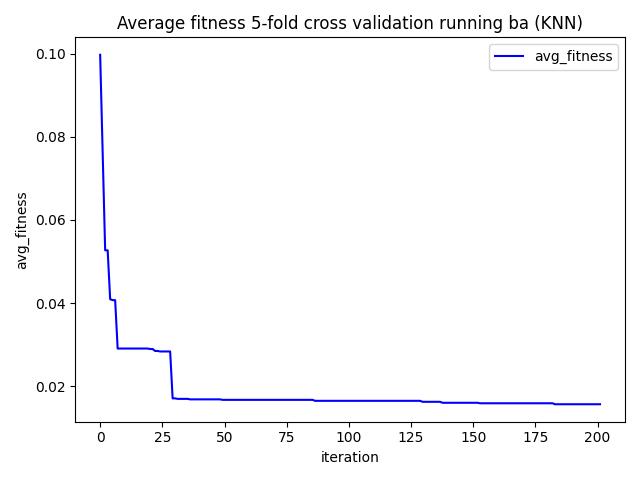 Average fitness 5-fold cross validation running ba (KNN)
avg_fitness
0.10
0.08
0.06
0.04
0.02
avg_fitness
0 25 50 75 100 125 150 175 200
iteration